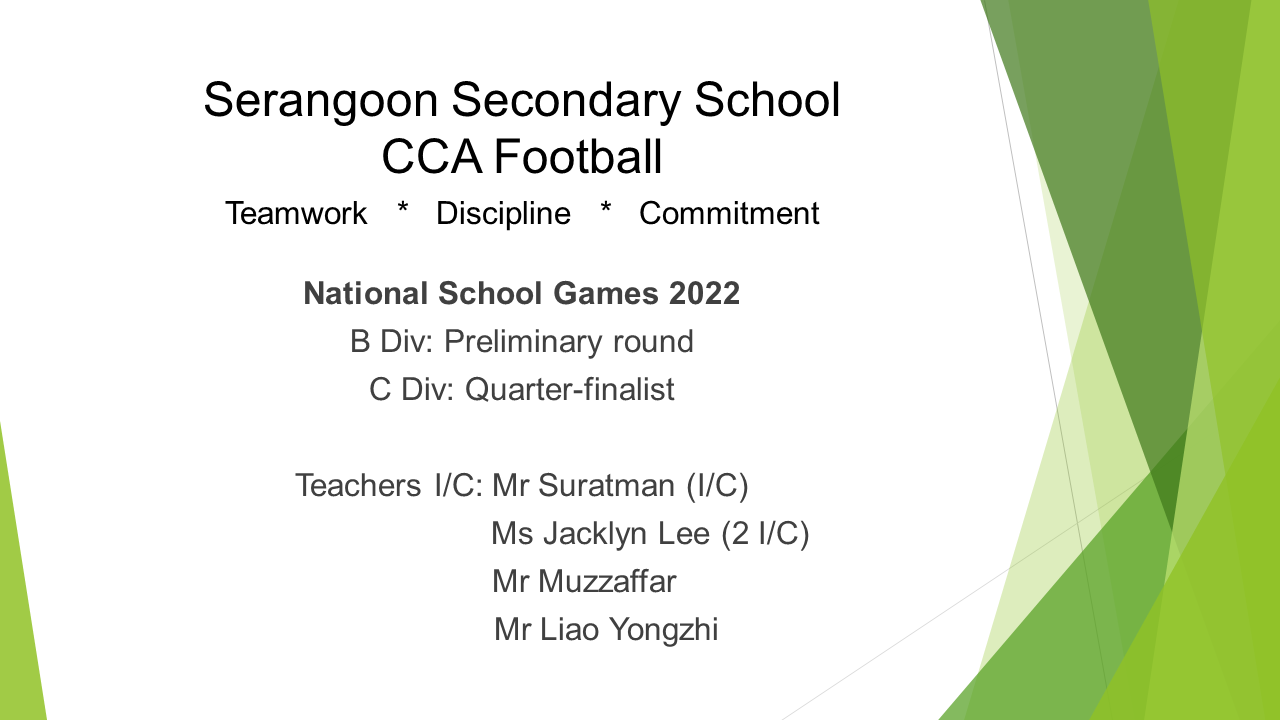 Serangoon Secondary School
CCA Football
Teamwork * Discipline * Commitment
National School Games 2022
B Div: Preliminary round
C Div: Quarter-finalist
Teachers I/C: Mr Suratman (I/C)
Ms Jacklyn Lee (2 I/C)
Mr Muzzaffar
Mr Liao Yongzhi